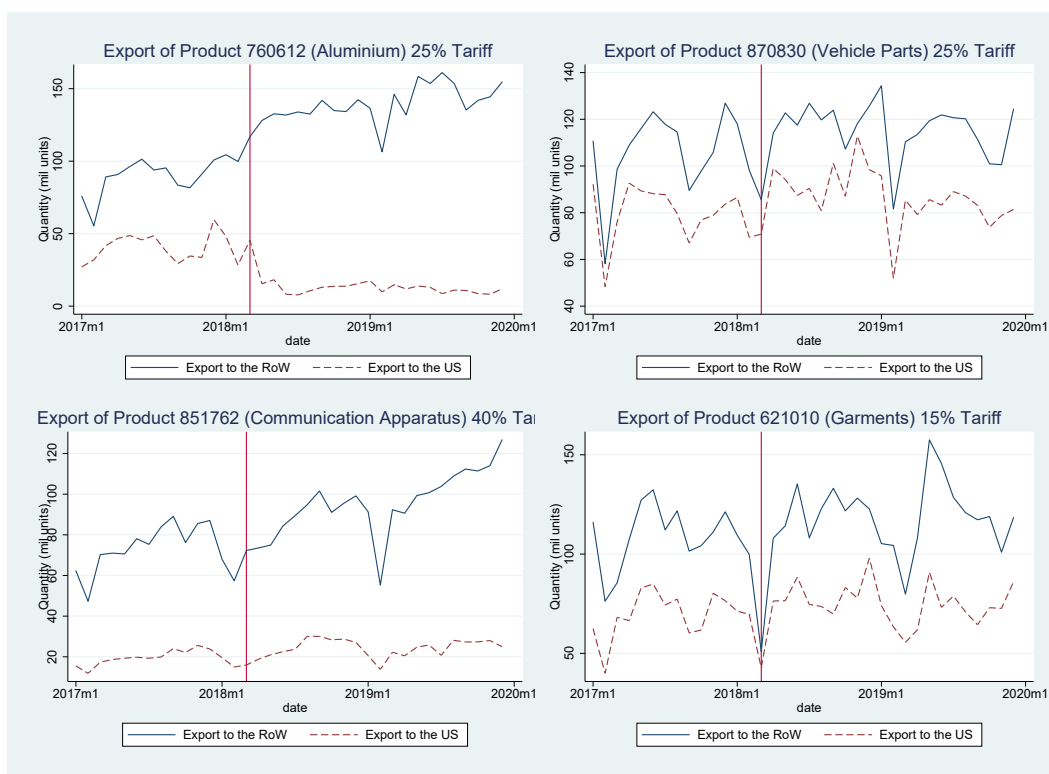 Export of Product 760612 (Aluminium) 25% Tariff
Quantity (mil units)
150
100
50
0
2017m1 2018m1 2019m1 2020m1
date
Export to the RoW Export to the US
Export of Product 870830 (Vehicle Parts) 25% Tariff
Quantity (mil units)
140
120
100
80
60
40
2017m1 2018m1 2019m1 2020m1
date
Export to the RoW Export to the US
Export of Product 851762 (Communication Apparatus) 40% Tar
Quantity (mil units)
120
100
80
60
40
20
2017m1 2018m1 2019m1 2020m1
date
Export to the RoW Export to the US
Export of Product 621010 (Garments) 15% Tariff
Quantity (mil units)
150
100
50
2017m1 2018m1 2019m1 2020m1
date
Export to the RoW Export to the US